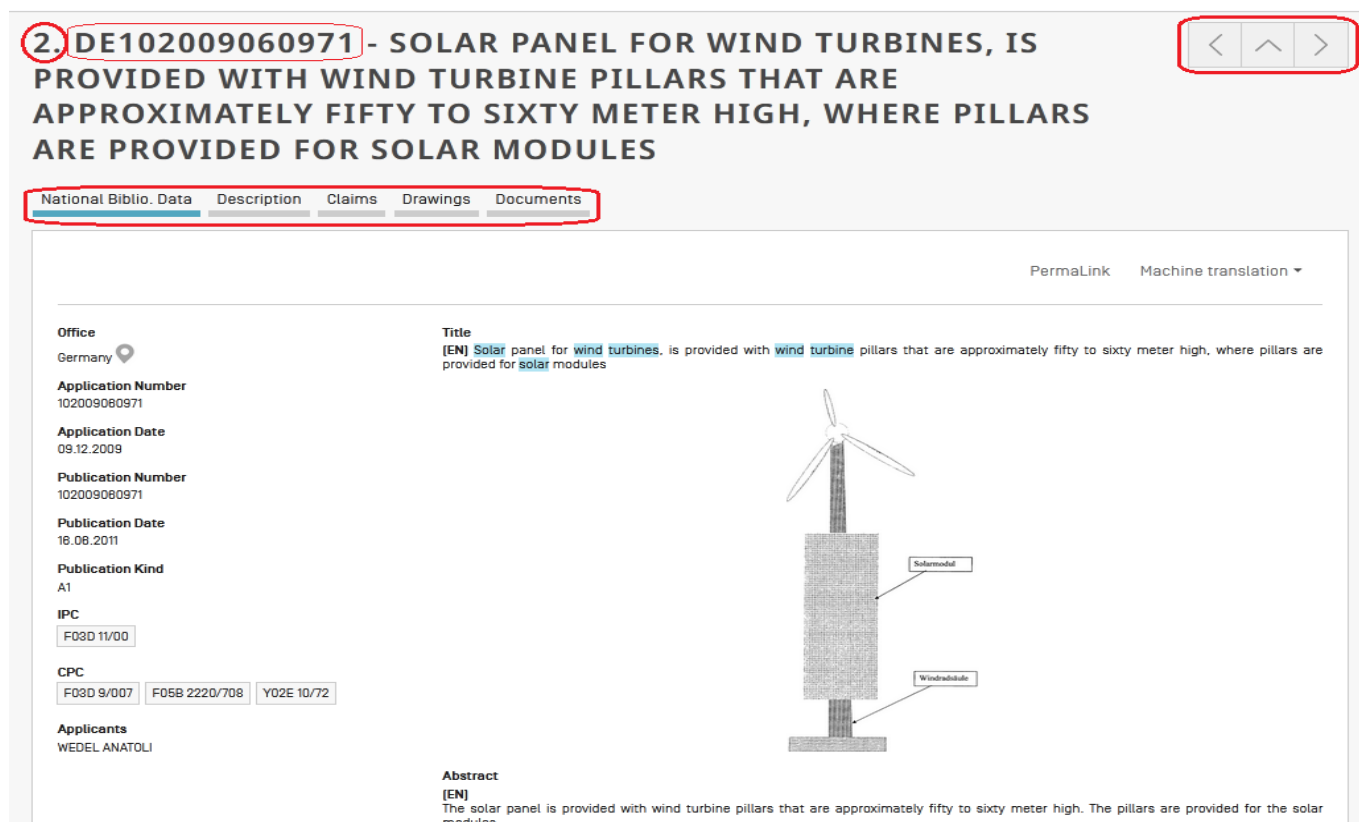 2. DE102009060971 - SOLAR PANEL FOR WIND TURBINES, IS
PROVIDED WITH WIND TURBINE PILLARS THAT ARE
APPROXIMATELY FIFTY TO SIXTY METER HIGH, WHERE PILLARS
ARE PROVIDED FOR SOLAR MODULES
National Biblio. Data Description Claims Drawings Documents
PermaLink Machine translation
Office
Germany
Application Number
102009060971
Application Date
09.12.2009
Publication Number
102009060971
Publication Date
16.06.2011
Publication Kind
A1
IPC
F03D 11/00
CPC
F03D 9/007 F05B 2220/708 Y02E 10/72
Applicants
WEDEL ANATOLI
Title
[EN] Solar panel for wind turbines, is provided with wind turbine pillars that are approximately fifty to sixty meter high, where pillars are
provided for solar modules
Solarmodul
Windradsäule
Abstract
[EN]
The solar panel is provided with wind turbine pillars that are approximately fifty to sixty meter high. The pillars are provided for the solar
modules